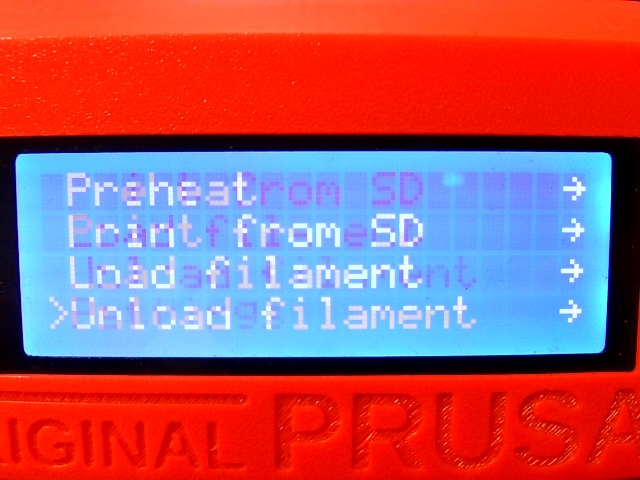 Preheat →
Print from SD →
Load filament →
>Unload filament →
ORIGINAL PRUSA